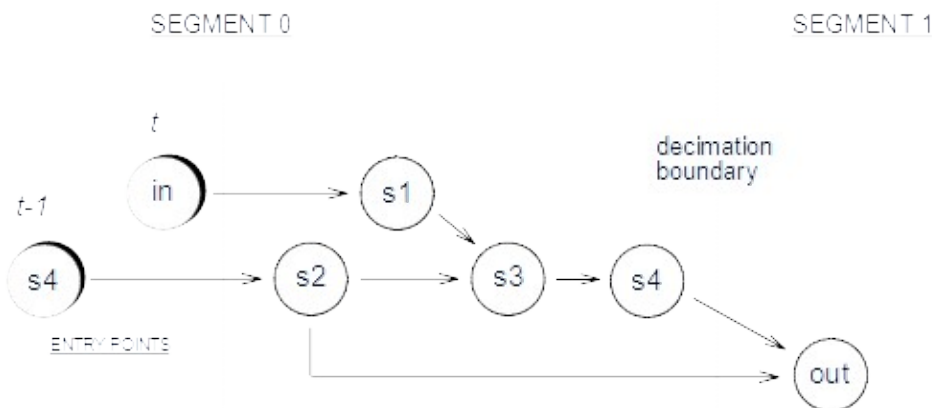 SEGMENT 0
SEGMENT 1
t
decimation
boundary
in
s1
t-1
s4
s2
s3
s4
ENTRY POINTS
out